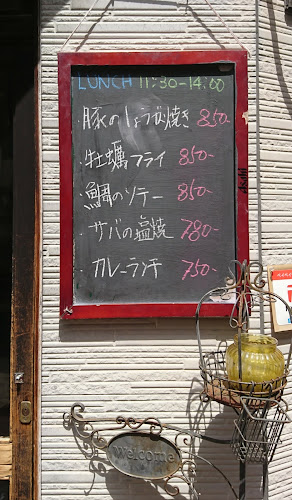 LUNCH 11:30-14:00
・豚のしょうが焼き 850-
・牡蠣フライ 850-
・鯛のソテー 850-
・サバの塩焼 780-
・カレーランチ 750-
Asahi
welcome